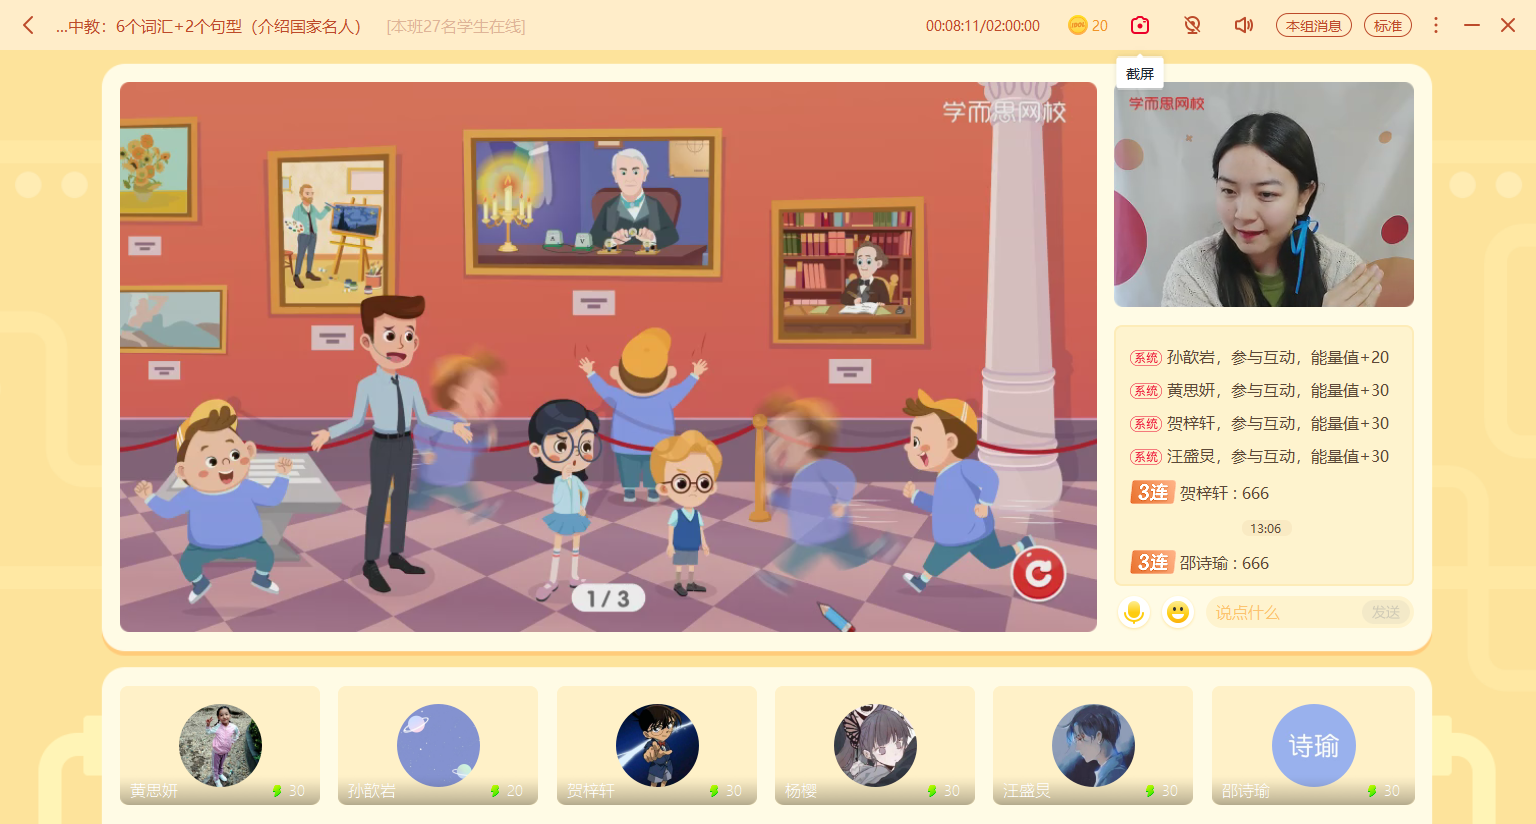 ...中教：6个词汇+2个句型（介绍国家名人） [本班27名学生在线] 00:08:11/02:00:00 20 本组消息 标准
截屏
学而思网校
学而思网校
1 / 3
系统 孙歆岩，参与互动，能量值+20
系统 黄思妍，参与互动，能量值+30
系统 贺梓轩，参与互动，能量值+30
系统 汪盛炅，参与互动，能量值+30
3连 贺梓轩 : 666
13:06
3连 邵诗瑜 : 666
说点什么 发送
诗瑜
黄思妍 30 孙歆岩 20 贺梓轩 30 杨樱 30 汪盛炅 30 邵诗瑜 30